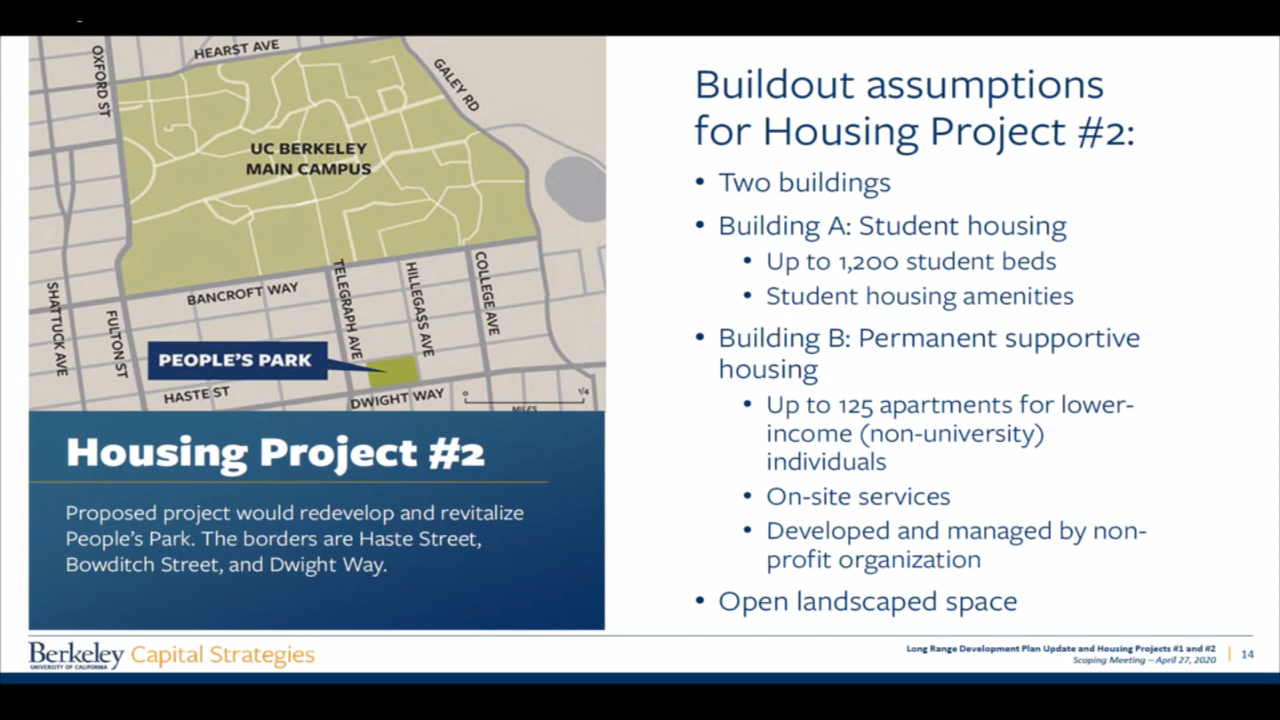 HEARST AVE
OXFORD ST
GALEY RD
UC BERKELEY
MAIN CAMPUS
SHATTUCK AVE
FULTON ST
BANCROFT WAY
TELEGRAPH AVE
HILLEGASS AVE
COLLEGE AVE
PEOPLE'S PARK
HASTE ST
DWIGHT WAY
0 1/4
MILES
Housing Project #2
Proposed project would redevelop and revitalize
People's Park. The borders are Haste Street,
Bowditch Street, and Dwight Way.
Buildout assumptions
for Housing Project #2:
• Two buildings
• Building A: Student housing
• Up to 1,200 student beds
• Student housing amenities
• Building B: Permanent supportive
housing
• Up to 125 apartments for lower-
income (non-university)
individuals
• On-site services
• Developed and managed by non-
profit organization
• Open landscaped space
Berkeley Capital Strategies
UNIVERSITY OF CALIFORNIA
Long Range Development Plan Update and Housing Projects #1 and #2
Scoping Meeting – April 27, 2020
14